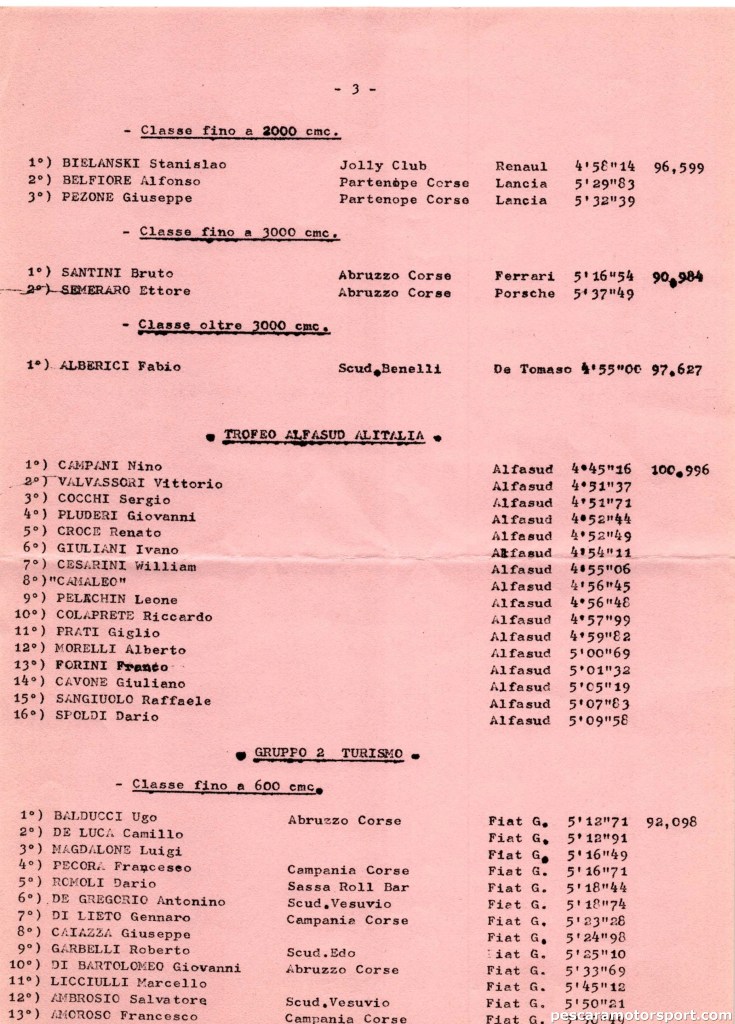 - 3 -
- Classe fino a 2000 cmc.
1°) BIELANSKI Stanislao Jolly Club Renaul 4'58"14 96,599
2°) BELFIORE Alfonso Partenope Corse Lancia 5'29"83
3°) PEZONE Giuseppe Partenope Corse Lancia 5'32"39
- Classe fino a 3000 cmc.
1°) SANTINI Bruto Abruzzo Corse Ferrari 5'16"54 90,984
2°) SEMERARO Ettore Abruzzo Corse Porsche 5'37"49
- Classe oltre 3000 cmc.
1°) ALBERICI Fabio Scud.Benelli De Tomaso 4'55"00 97.627
. TROFEO ALFASUD ALITALIA .
1°) CAMPANI Nino Alfasud 4'45"16 100,996
2°) VALVASSORI Vittorio Alfasud 4'51"37
3°) COCCHI Sergio Alfasud 4'51"71
4°) PLUDERI Giovanni Alfasud 4'52"44
5°) CROCE Renato Alfasud 4'52"49
6°) GIULIANI Ivano Alfasud 4'54"11
7°) CESARINI William Alfasud 4'55"06
8°)"CAMALEO" Alfasud 4'56"45
9°) PELACHIN Leone Alfasud 4'56"48
10°) COLAPRETE Riccardo Alfasud 4'57"99
11°) PRATI Giglio Alfasud 4'59"82
12°) MORELLI Alberto Alfasud 5'00"69
13°) FORINI Franco Alfasud 5'01"32
14°) CAVONE Giuliano Alfasud 5'05"19
15°) SANGIUOLO Raffaele Alfasud 5'07"83
16°) SPOLDI Dario Alfasud 5'09"58
. GRUPPO 2 TURISMO .
- Classe fino a 600 cmc.
1°) BALDUCCI Ugo Abruzzo Corse Fiat G. 5'12"71 92,098
2°) DE LUCA Camillo Fiat G. 5'12"91
3°) MAGDALONE Luigi Fiat G. 5'16"49
4°) PECORA Francesco Campania Corse Fiat G. 5'16"71
5°) ROMOLI Dario Sassa Roll Bar Fiat G. 5'18"44
6°) DE GREGORIO Antonino Scud.Vesuvio Fiat G. 5'18"74
7°) DI LIETO Gennaro Campania Corse Fiat G. 5'23"28
8°) CAIAZZA Giuseppe Fiat G. 5'24"98
9°) GARBELLI Roberto Scud.Edo Fiat G. 5'25"10
10°) DI BARTOLOMEO Giovanni Abruzzo Corse Fiat G. 5'33"69
11°) LICCIULLI Marcello Fiat G. 5'45"12
12°) AMBROSIO Salvatore Scud.Vesuvio Fiat G. 5'50"21
13°) AMOROSO Francesco Campania Corse Fiat G.
pescaramotorsport.com